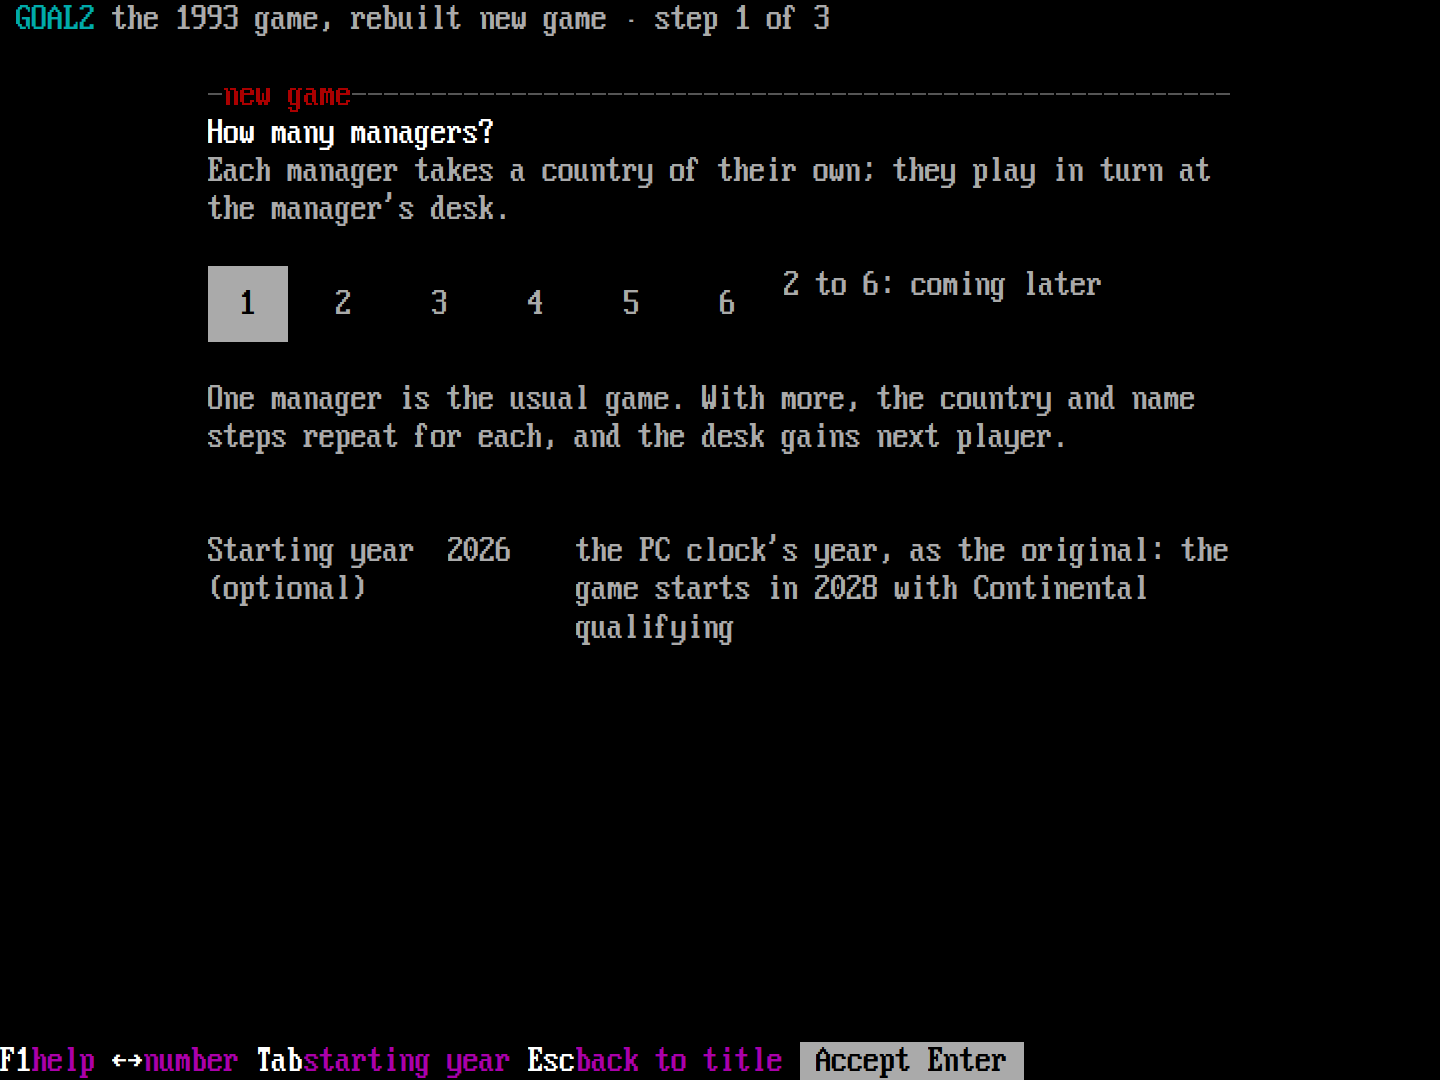 GOAL2 the 1993 game, rebuilt new game · step 1 of 3
new game
How many managers?
Each manager takes a country of their own; they play in turn at
the manager's desk.
1 2 3 4 5 6 2 to 6: coming later
One manager is the usual game. With more, the country and name
steps repeat for each, and the desk gains next player.
Starting year 2026 the PC clock's year, as the original: the
(optional) game starts in 2028 with Continental
qualifying
F1help ↔number Tabstarting year Escback to title Accept Enter